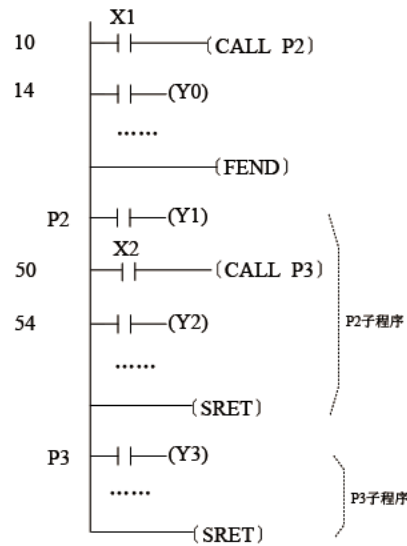 X1
10 〔CALL P2〕
14 (Y0)
……
〔FEND〕
P2 (Y1)
X2
50 〔CALL P3〕
54 (Y2)
P2子程序
……
〔SRET〕
P3 (Y3)
……
P3子程序
〔SRET〕